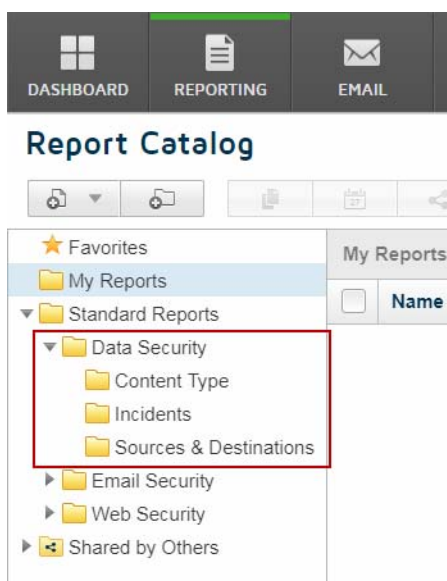 DASHBOARD REPORTING EMAIL
Report Catalog
27
Favorites
My Reports
Standard Reports
Data Security
Content Type
Incidents
Sources & Destinations
Email Security
Web Security
Shared by Others
My Reports
Name